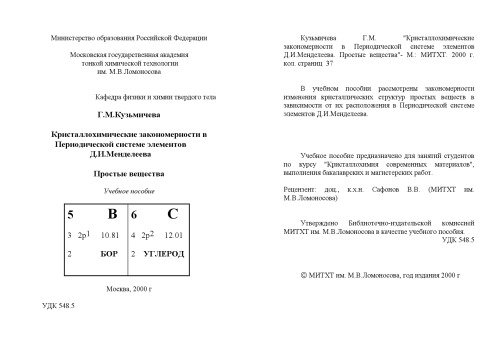 Министерство образования Российской Федерации
Московская государственная академия
тонкой химической технологии
им. М.В.Ломоносова
Кафедра физики и химии твердого тела
Г.М.Кузьмичева
Кристаллохимические закономерности в
Периодической системе элементов
Д.И.Менделеева
Простые вещества
Учебное пособие
5 B 6 C
3 2p1 10.81 4 2p2 12.01
2 БОР 2 УГЛЕРОД
Москва, 2000 г
УДК 548.5
Кузьмичева Г.М. "Кристаллохимические
закономерности в Периодической системе элементов
Д.И.Менделеева. Простые вещества"- М.: МИТХТ. 2000 г.
кол. страниц 37
В учебном пособии рассмотрены закономерности
изменения кристаллических структур простых веществ в
зависимости от их расположения в Периодической системе
элементов Д.И.Менделеева.
Учебное пособие предназначено для занятий студентов
по курсу "Кристаллохимия современных материалов",
выполнения бакалаврских и магистерских работ.
Рецензент: доц., к.х.н. Сафонов В.В. (МИТХТ им.
М.В.Ломоносова)
Утверждено Библиотечно-издательской комиссией
МИТХТ им. М.В.Ломоносова в качестве учебного пособия.
УДК 548.5
© МИТХТ им. М.В.Ломоносова, год издания 2000 г